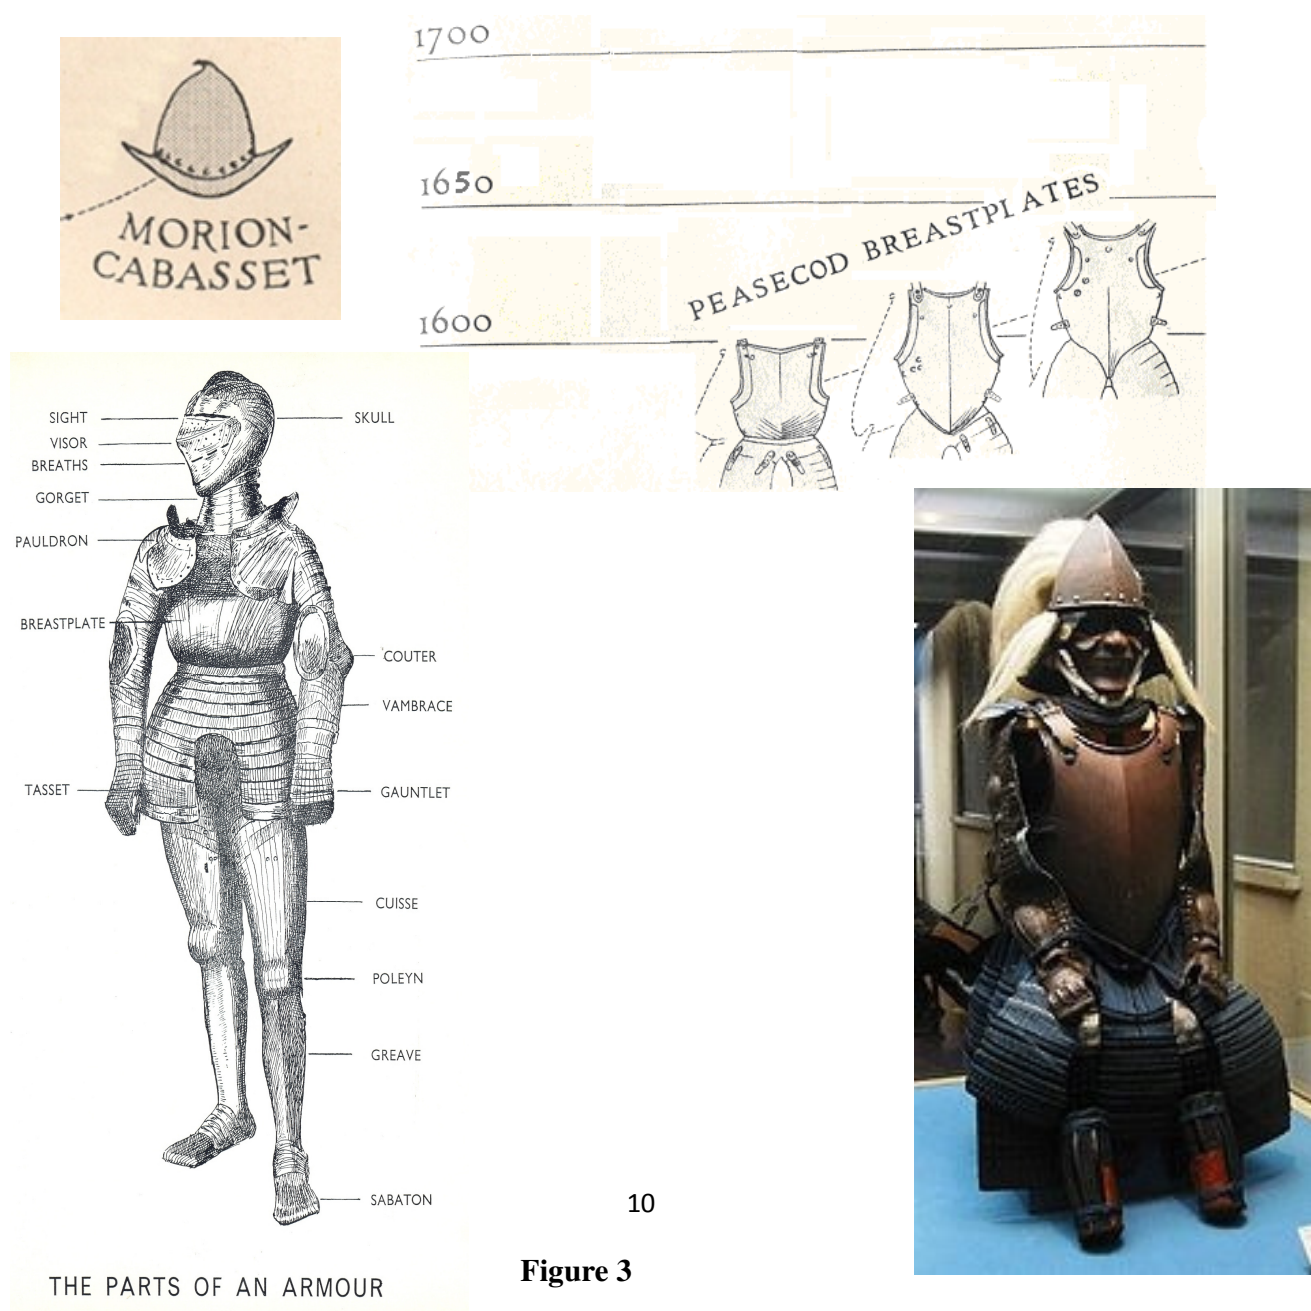 MORION-
CABASSET
1700
1650
1600
PEASECOD BREASTPLATES
SIGHT
VISOR
BREATHS
GORGET
PAULDRON
BREASTPLATE
TASSET
SKULL
COUTER
VAMBRACE
GAUNTLET
CUISSE
POLEYN
GREAVE
SABATON
THE PARTS OF AN ARMOUR
10
Figure 3